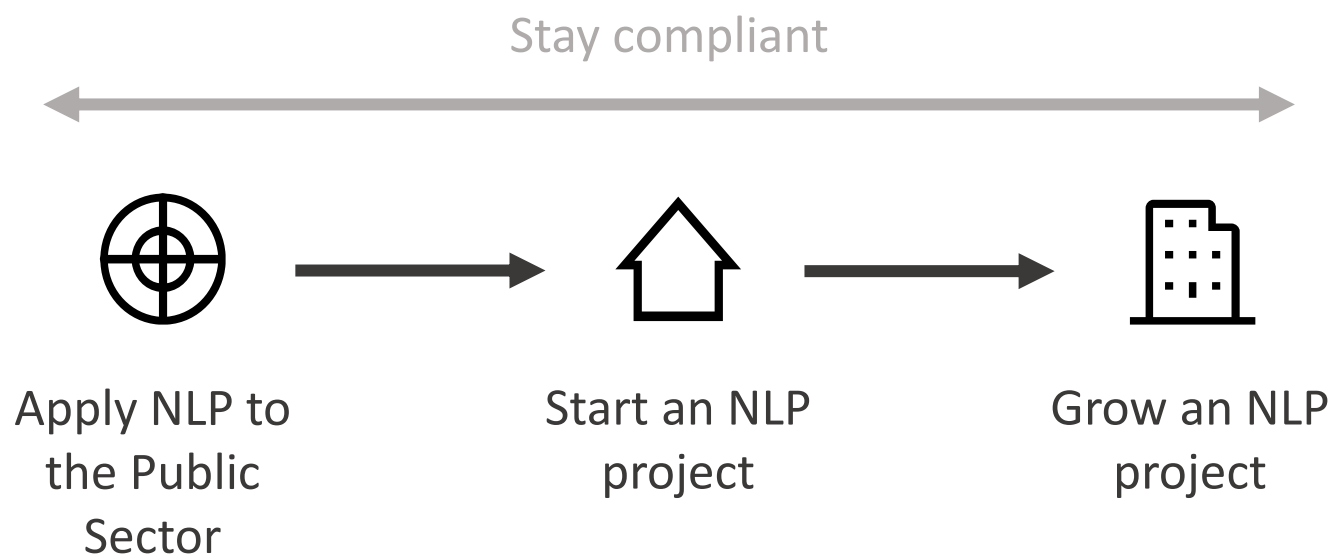 Stay compliant
Apply NLP to
the Public
Sector
Start an NLP
project
Grow an NLP
project